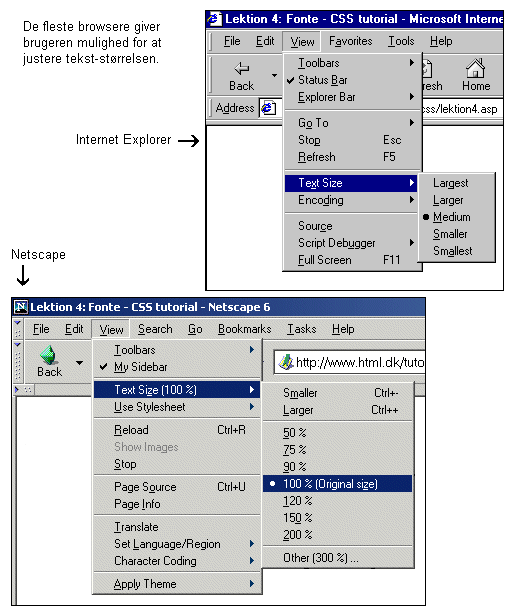 De fleste browsere giver
brugeren mulighed for at
justere tekst-størrelsen.
Internet Explorer
Lektion 4: Fonte - CSS tutorial - Microsoft Interne
File Edit View Favorites Tools Help
Back
Toolbars
Status Bar
Explorer Bar
Go To
Stop Esc
Refresh F5
Text Size
Encoding
Source
Script Debugger
Full Screen F11
resh Home
Address
css/lektion4.asp
Largest
Larger
Medium
Smaller
Smallest
Netscape
Lektion 4: Fonte - CSS tutorial - Netscape 6
File Edit View Search Go Bookmarks Tasks Help
Back
http://www.html.dk/tuto
Toolbars
My Sidebar
Text Size (100 %)
Use Stylesheet
Reload Ctrl+R
Show Images
Stop
Page Source Ctrl+U
Page Info
Translate
Set Language/Region
Character Coding
Apply Theme
Smaller Ctrl+-
Larger Ctrl++
50 %
75 %
90 %
100 % (Original size)
120 %
150 %
200 %
Other (300 %) ...